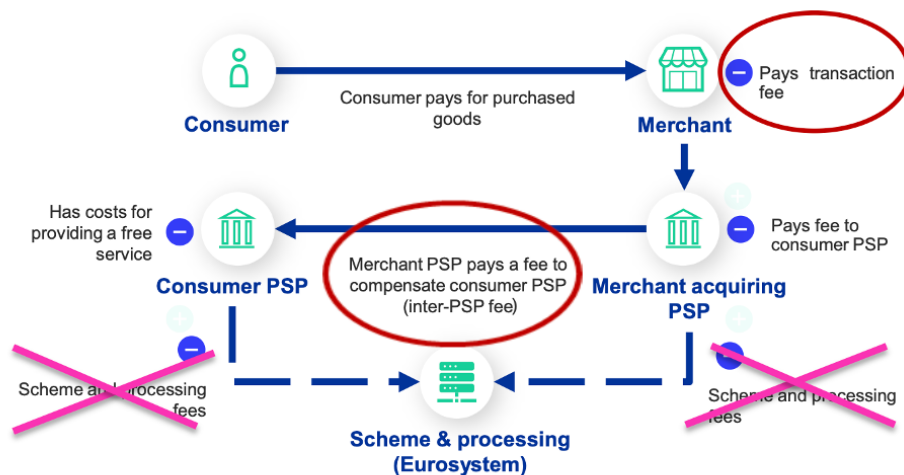 Pays transaction
fee
Consumer pays for purchased
goods
Consumer
Merchant
Has costs for
providing a free
service
Pays fee to
consumer PSP
Merchant PSP pays a fee to
compensate consumer PSP
(inter-PSP fee)
Consumer PSP
Merchant acquiring
PSP
Scheme and processing
fees
Scheme and processing
fees
Scheme & processing
(Eurosystem)